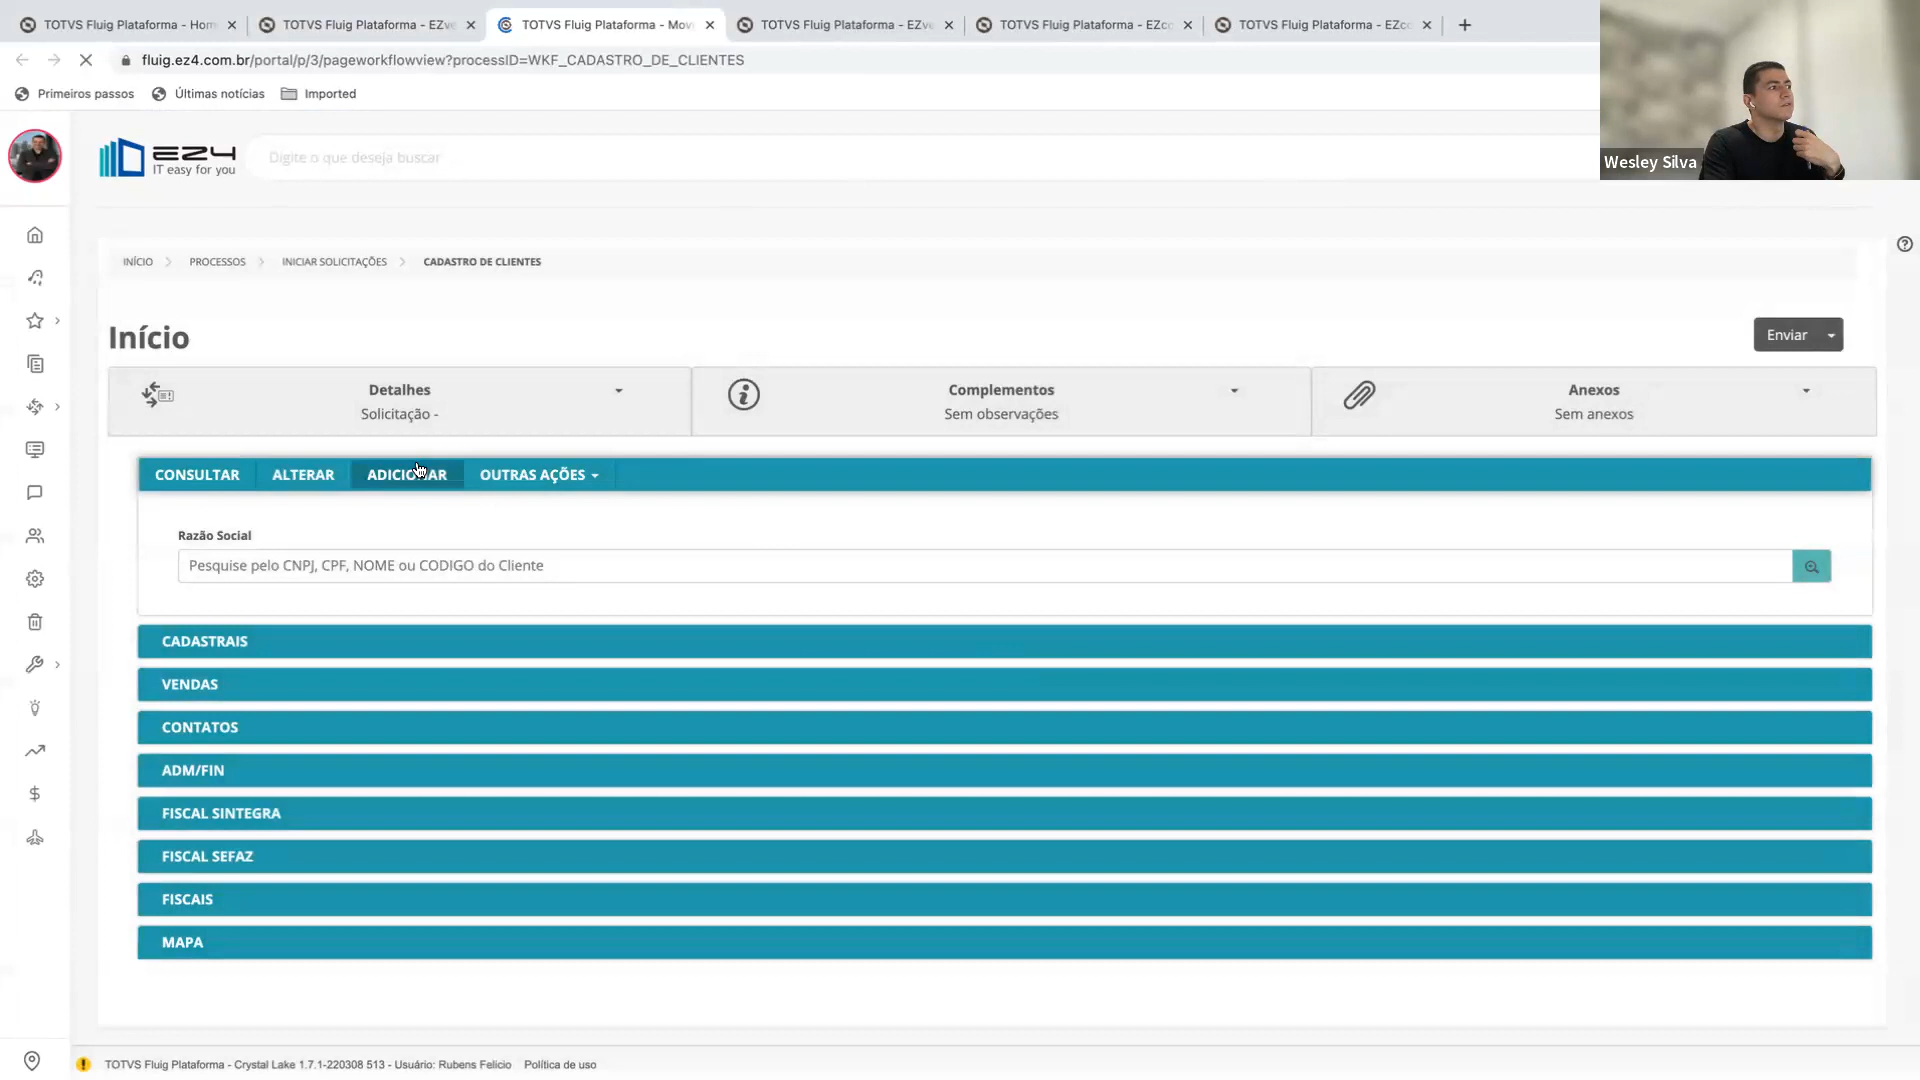 TOTVS Fluig Plataforma - Hom
TOTVS Fluig Plataforma - EZve
TOTVS Fluig Plataforma - Mov
TOTVS Fluig Plataforma - EZve
TOTVS Fluig Plataforma - EZco
TOTVS Fluig Plataforma - EZco
fluig.ez4.com.br/portal/p/3/pageworkflowview?processID=WKF_CADASTRO_DE_CLIENTES
Primeiros passos
Últimas notícias
Imported
Wesley Silva
EZ4
IT easy for you
Digite o que deseja buscar
INÍCIO > PROCESSOS > INICIAR SOLICITAÇÕES > CADASTRO DE CLIENTES
Início
Enviar
Detalhes
Solicitação -
Complementos
Sem observações
Anexos
Sem anexos
CONSULTAR
ALTERAR
ADICIONAR
OUTRAS AÇÕES
Razão Social
Pesquise pelo CNPJ, CPF, NOME ou CODIGO do Cliente
CADASTRAIS
VENDAS
CONTATOS
ADM/FIN
FISCAL SINTEGRA
FISCAL SEFAZ
FISCAIS
MAPA
TOTVS Fluig Plataforma - Crystal Lake 1.7.1-220308 513 - Usuário: Rubens Felicio Política de uso